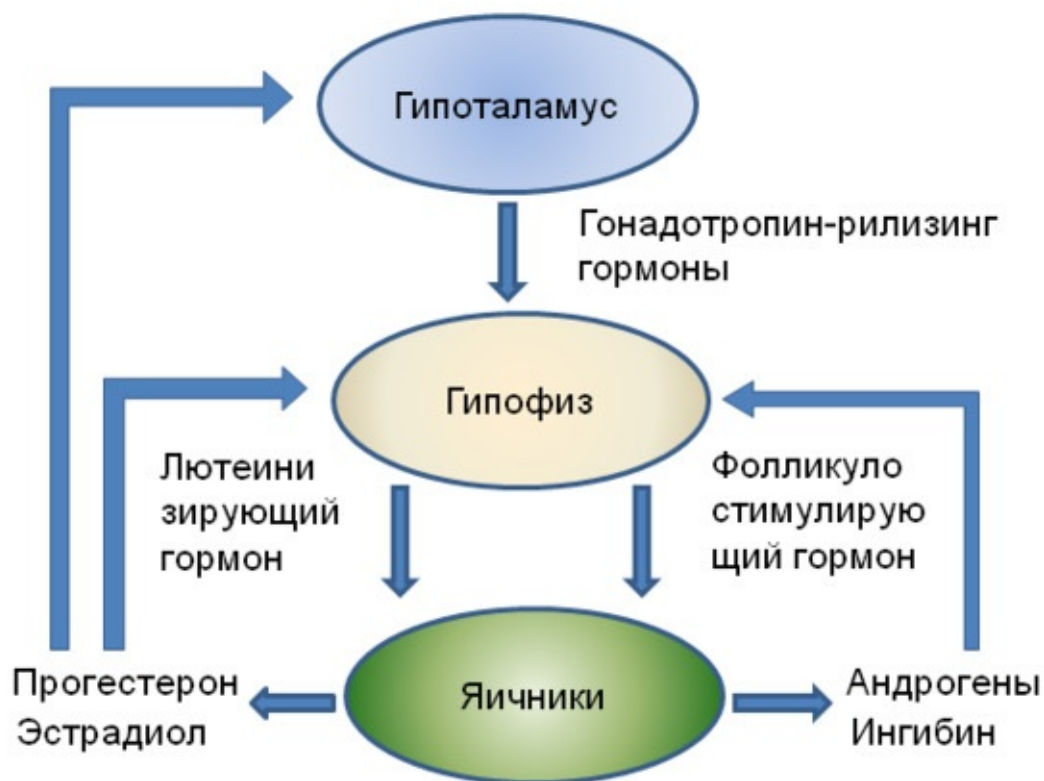 Гипоталамус
Гонадотропин-рилизинг
гормоны
Гипофиз
Лютеини
зирующий
гормон
Фолликуло
стимулирую
щий гормон
Прогестерон
Эстрадиол
Яичники
Андрогены
Ингибин